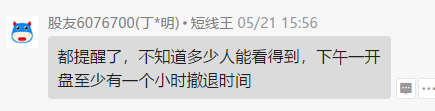 股友6076700(丁*明)·短线王 05/21 15:56
都提醒了，不知道多少人能看得到，下午一开
盘至少有一个小时撤退时间